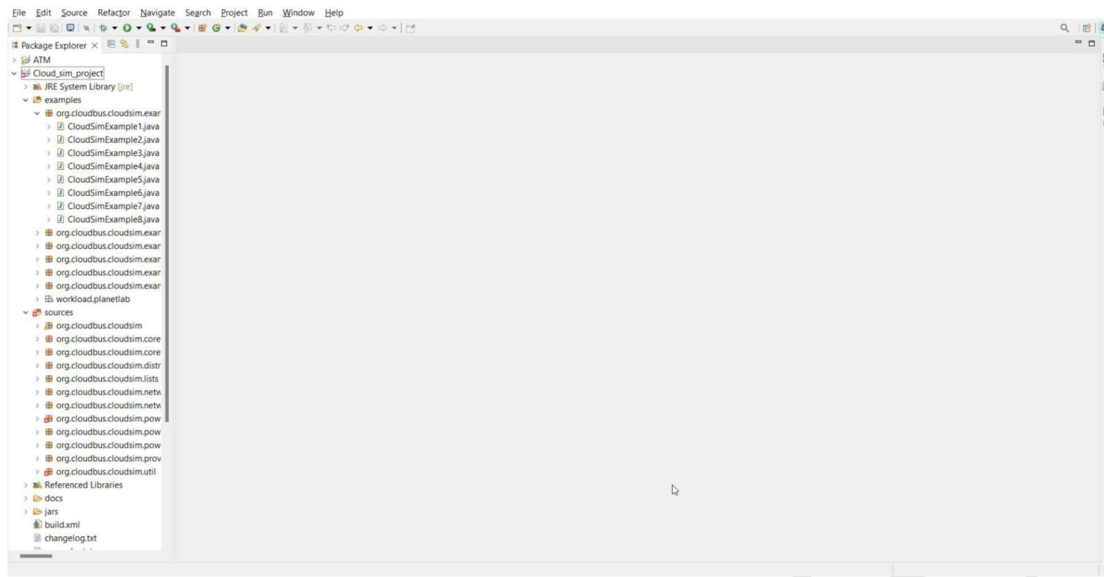 File Edit Source Refactor Navigate Search Project Run Window Help
Package Explorer
ATM
Cloud_sim_project
JRE System Library [jre]
examples
org.cloudbus.cloudsim.exar
CloudSimExample1.java
CloudSimExample2.java
CloudSimExample3.java
CloudSimExample4.java
CloudSimExample5.java
CloudSimExample6.java
CloudSimExample7.java
CloudSimExample8.java
org.cloudbus.cloudsim.exar
org.cloudbus.cloudsim.exar
org.cloudbus.cloudsim.exar
org.cloudbus.cloudsim.exar
org.cloudbus.cloudsim.exar
workload.planetlab
sources
org.cloudbus.cloudsim
org.cloudbus.cloudsim.core
org.cloudbus.cloudsim.core
org.cloudbus.cloudsim.distr
org.cloudbus.cloudsim.lists
org.cloudbus.cloudsim.netw
org.cloudbus.cloudsim.netw
org.cloudbus.cloudsim.pow
org.cloudbus.cloudsim.pow
org.cloudbus.cloudsim.pow
org.cloudbus.cloudsim.prov
org.cloudbus.cloudsim.util
Referenced Libraries
docs
jars
build.xml
changelog.txt